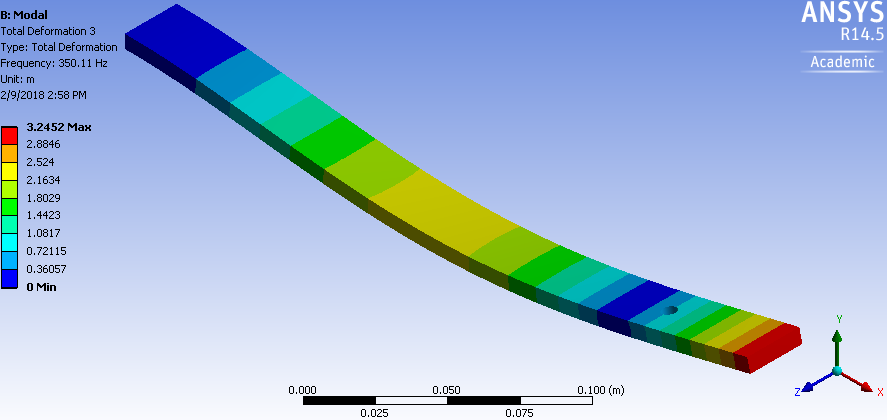 B: Modal
Total Deformation 3
Type: Total Deformation
Frequency: 350.11 Hz
Unit: m
2/9/2018 2:58 PM
3.2452 Max
2.8846
2.524
2.1634
1.8029
1.4423
1.0817
0.72115
0.36057
0 Min
ANSYS
R14.5
Academic
0.000 0.050 0.100 (m)
0.025 0.075
Y
Z X